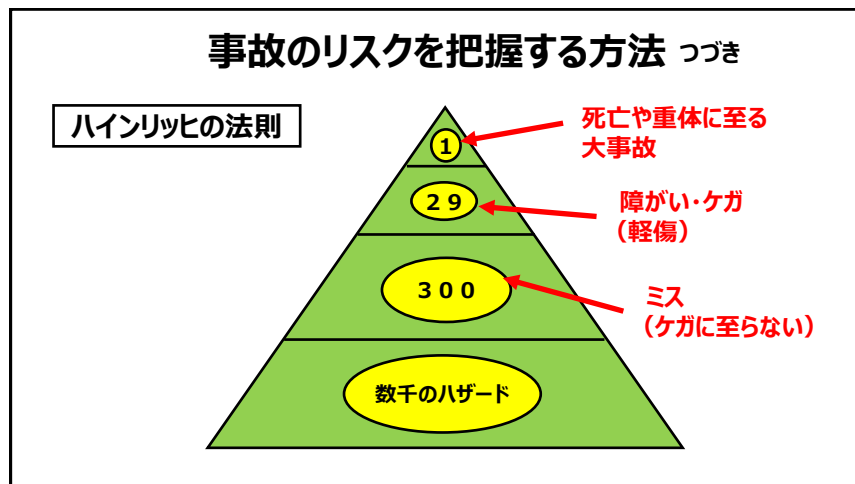 事故のリスクを把握する方法 つづき
ハインリッヒの法則
1
死亡や重体に至る
大事故
29
障がい・ケガ
（軽傷）
300
ミス
（ケガに至らない）
数千のハザード